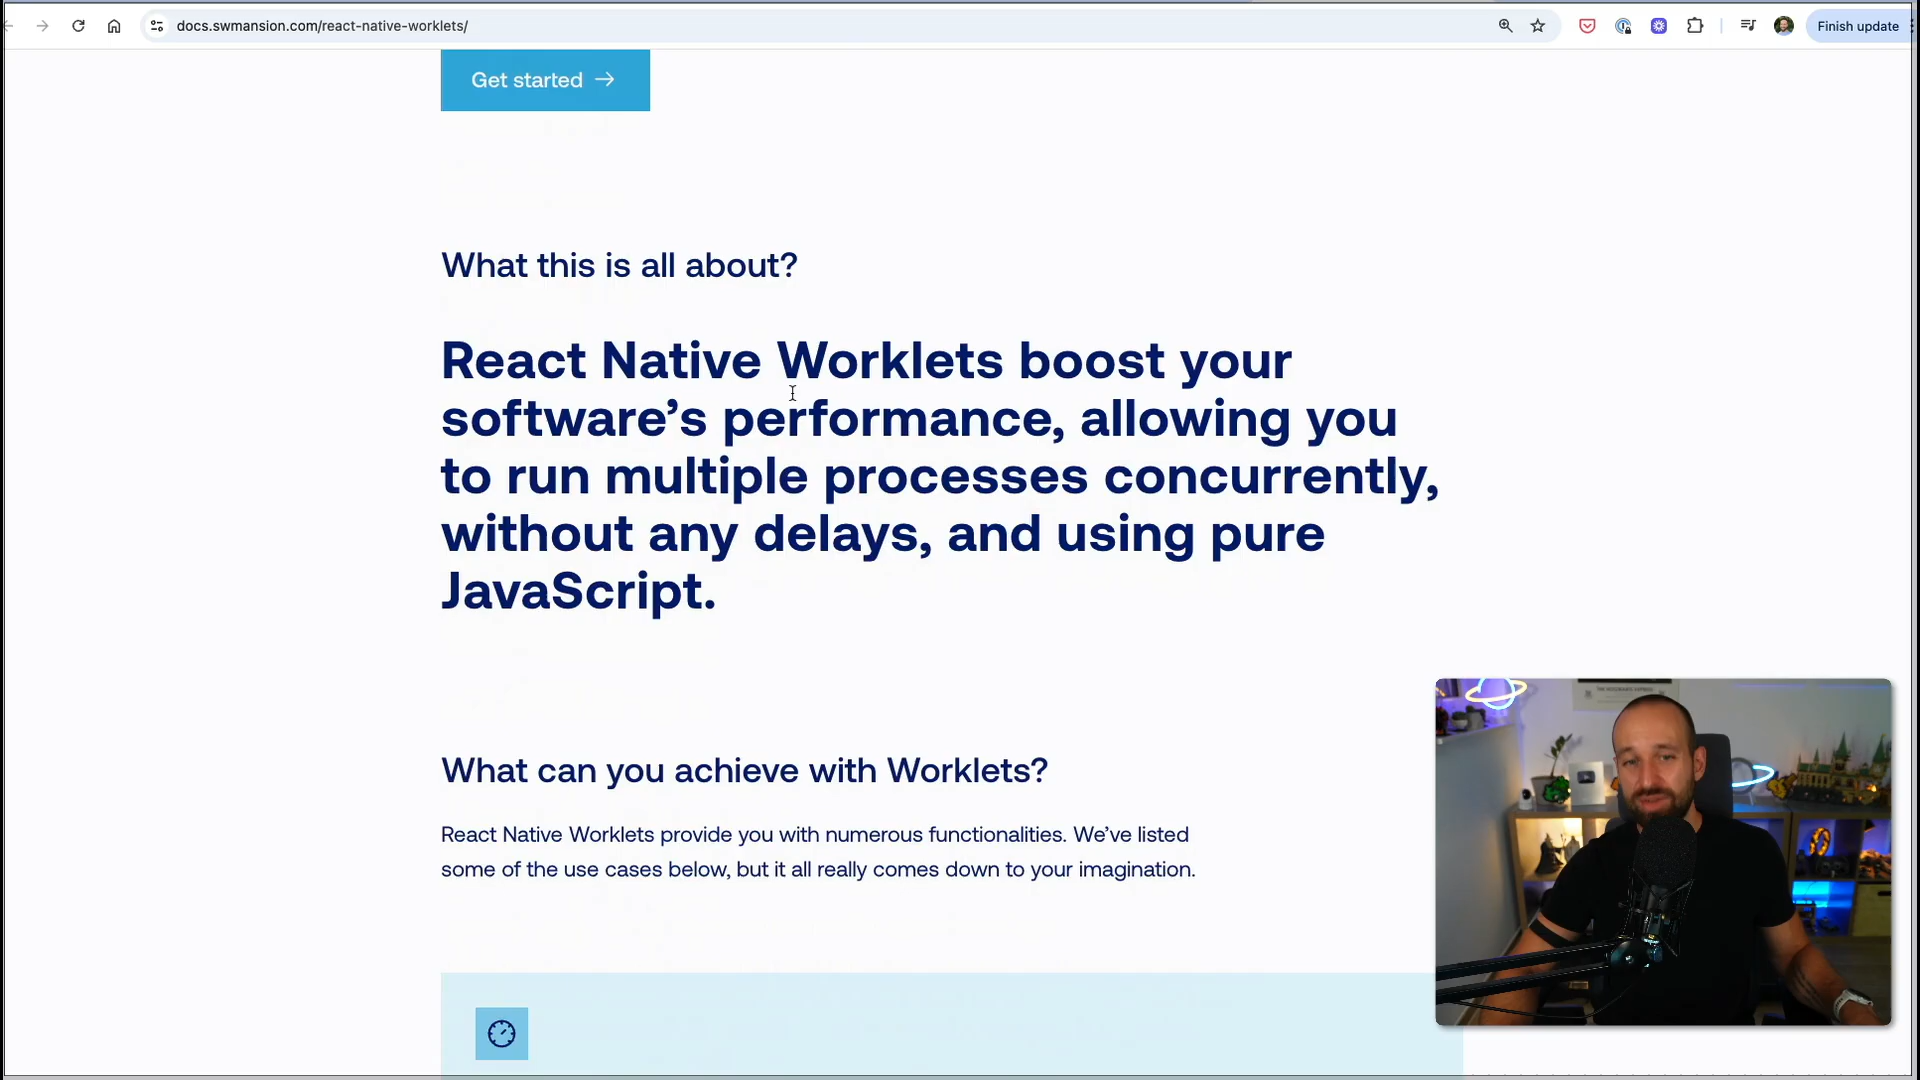 docs.swmansion.com/react-native-worklets/
Finish update
Get started →
What this is all about?
React Native Worklets boost your
software’s performance, allowing you
to run multiple processes concurrently,
without any delays, and using pure
JavaScript.
What can you achieve with Worklets?
React Native Worklets provide you with numerous functionalities. We’ve listed
some of the use cases below, but it all really comes down to your imagination.